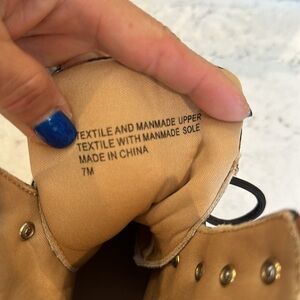 TEXTILE AND MANMADE UPPER
TEXTILE WITH MANMADE SOLE
MADE IN CHINA
7M